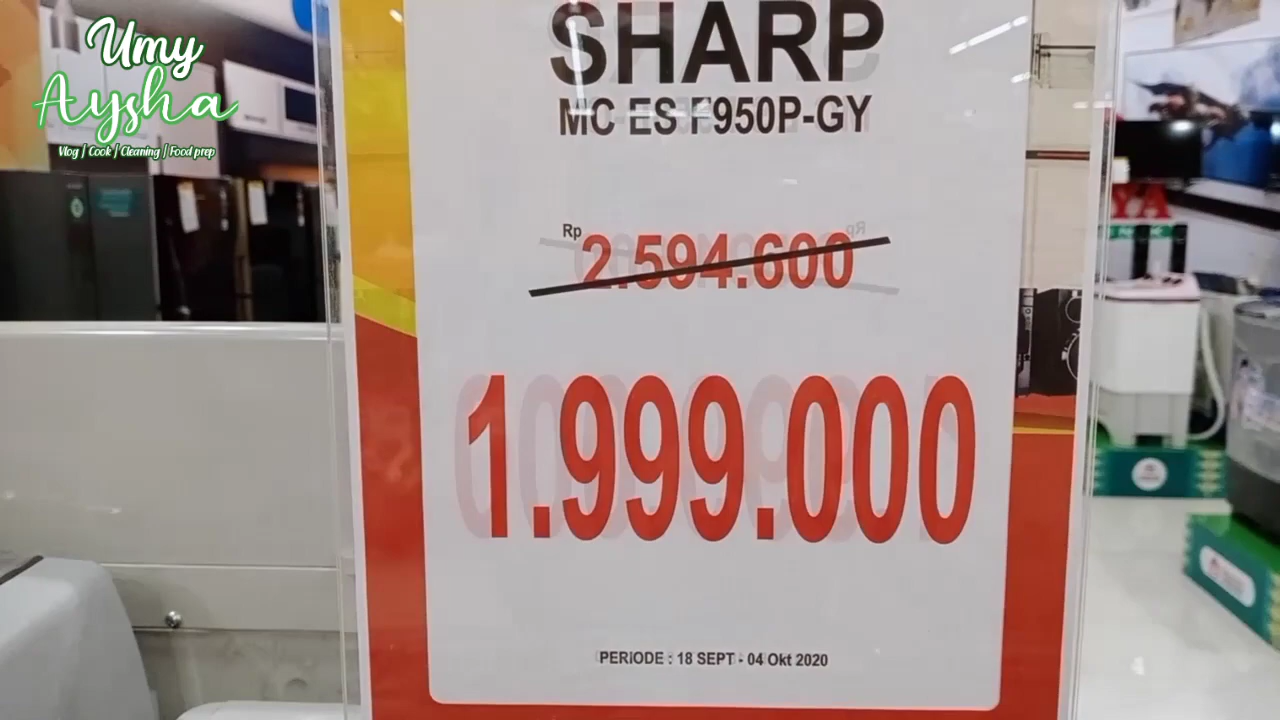 Umy
Aysha
Vlog | Cook | Cleaning | Food prep
SHARP
MC ES F950P-GY
Rp
2.594.600
1.999.000
PERIODE : 18 SEPT - 04 Okt 2020
YA